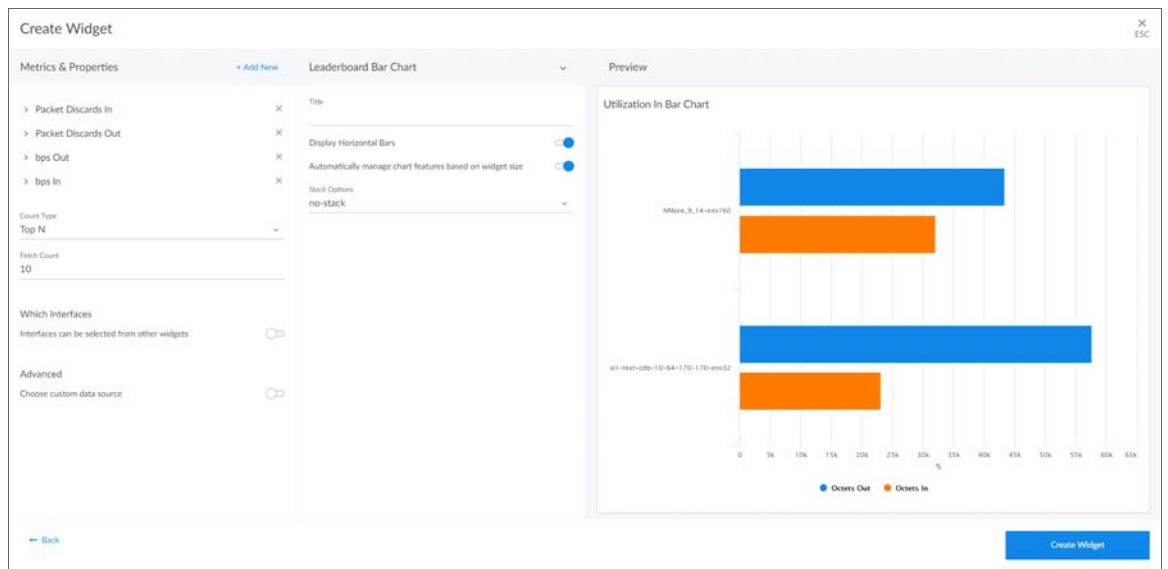 Create Widget
×
ESC
Metrics & Properties
+ Add New
Leaderboard Bar Chart
Preview
> Packet Discards In ×
> Packet Discards Out ×
> bps Out ×
> bps In ×
Count Type
Top N
Fetch Count
10
Which Interfaces
Interfaces can be selected from other widgets
Advanced
Choose custom data source
Title
Display Horizontal Bars
Automatically manage chart features based on widget size
Stack Options
no-stack
Utilization In Bar Chart
NMore_9_14-ens160
0 5k 10k 15k 20k 25k 30k 35k 40k 45k 50k 55k 60k 65k
%
Octets Out Octets In
← Back
Create Widget